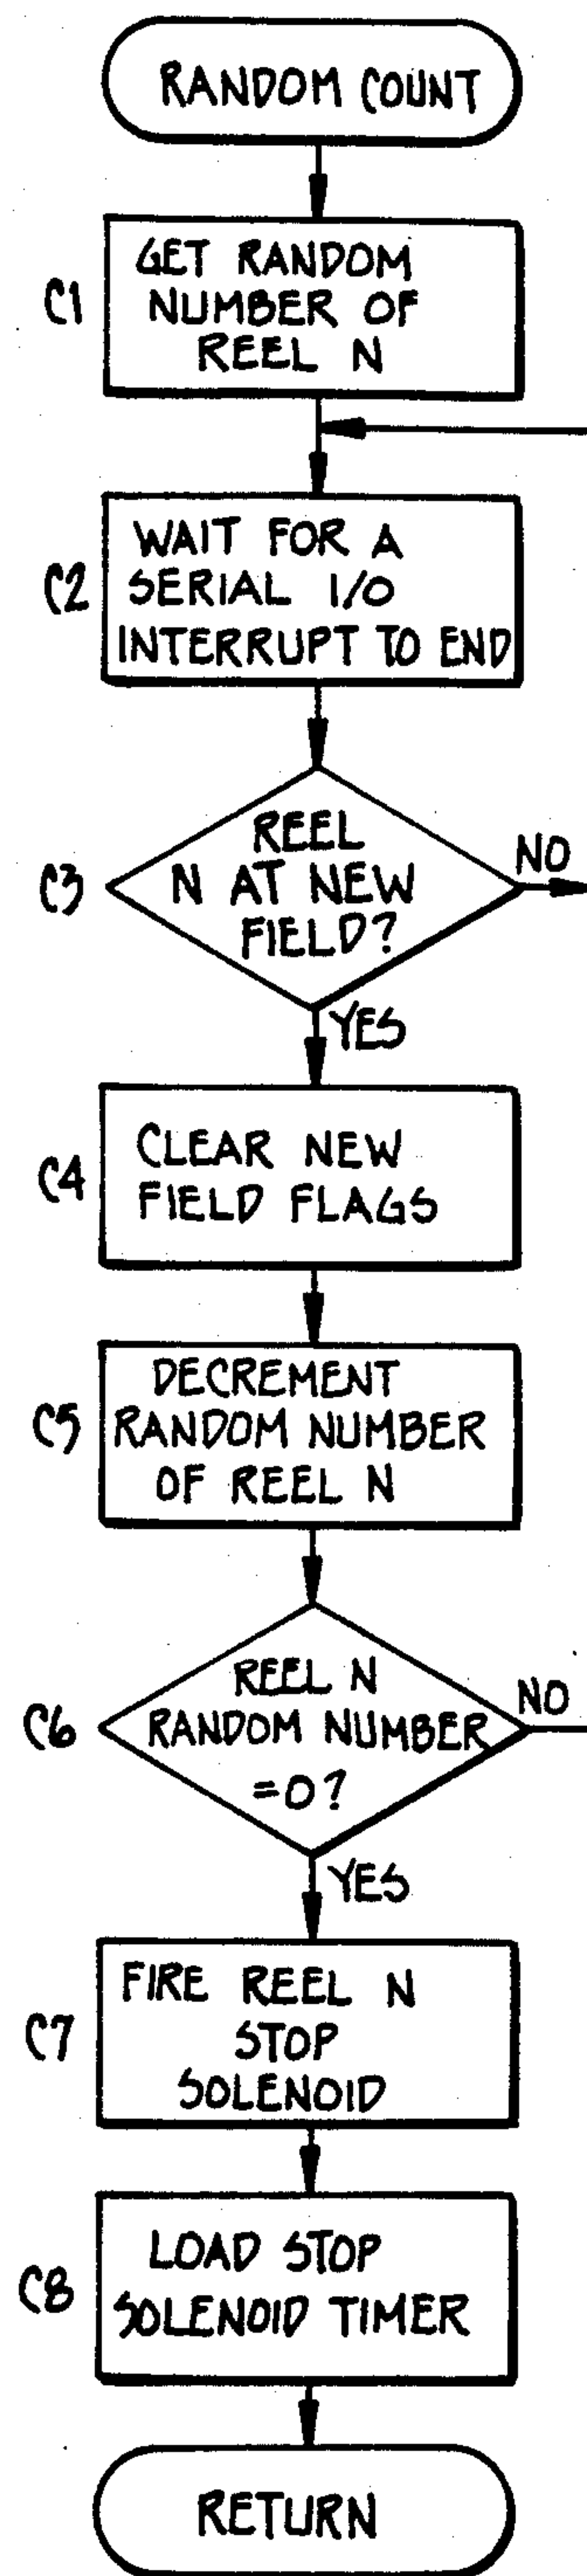 RANDOM COUNT
C1
GET RANDOM
NUMBER OF
REEL N
C2
WAIT FOR A
SERIAL I/O
INTERRUPT TO END
C3
REEL
N AT NEW
FIELD?
NO
YES
C4
CLEAR NEW
FIELD FLAGS
C5
DECREMENT
RANDOM NUMBER
OF REEL N
C6
REEL N
RANDOM NUMBER
=0?
NO
YES
C7
FIRE REEL N
STOP
SOLENOID
C8
LOAD STOP
SOLENOID TIMER
RETURN